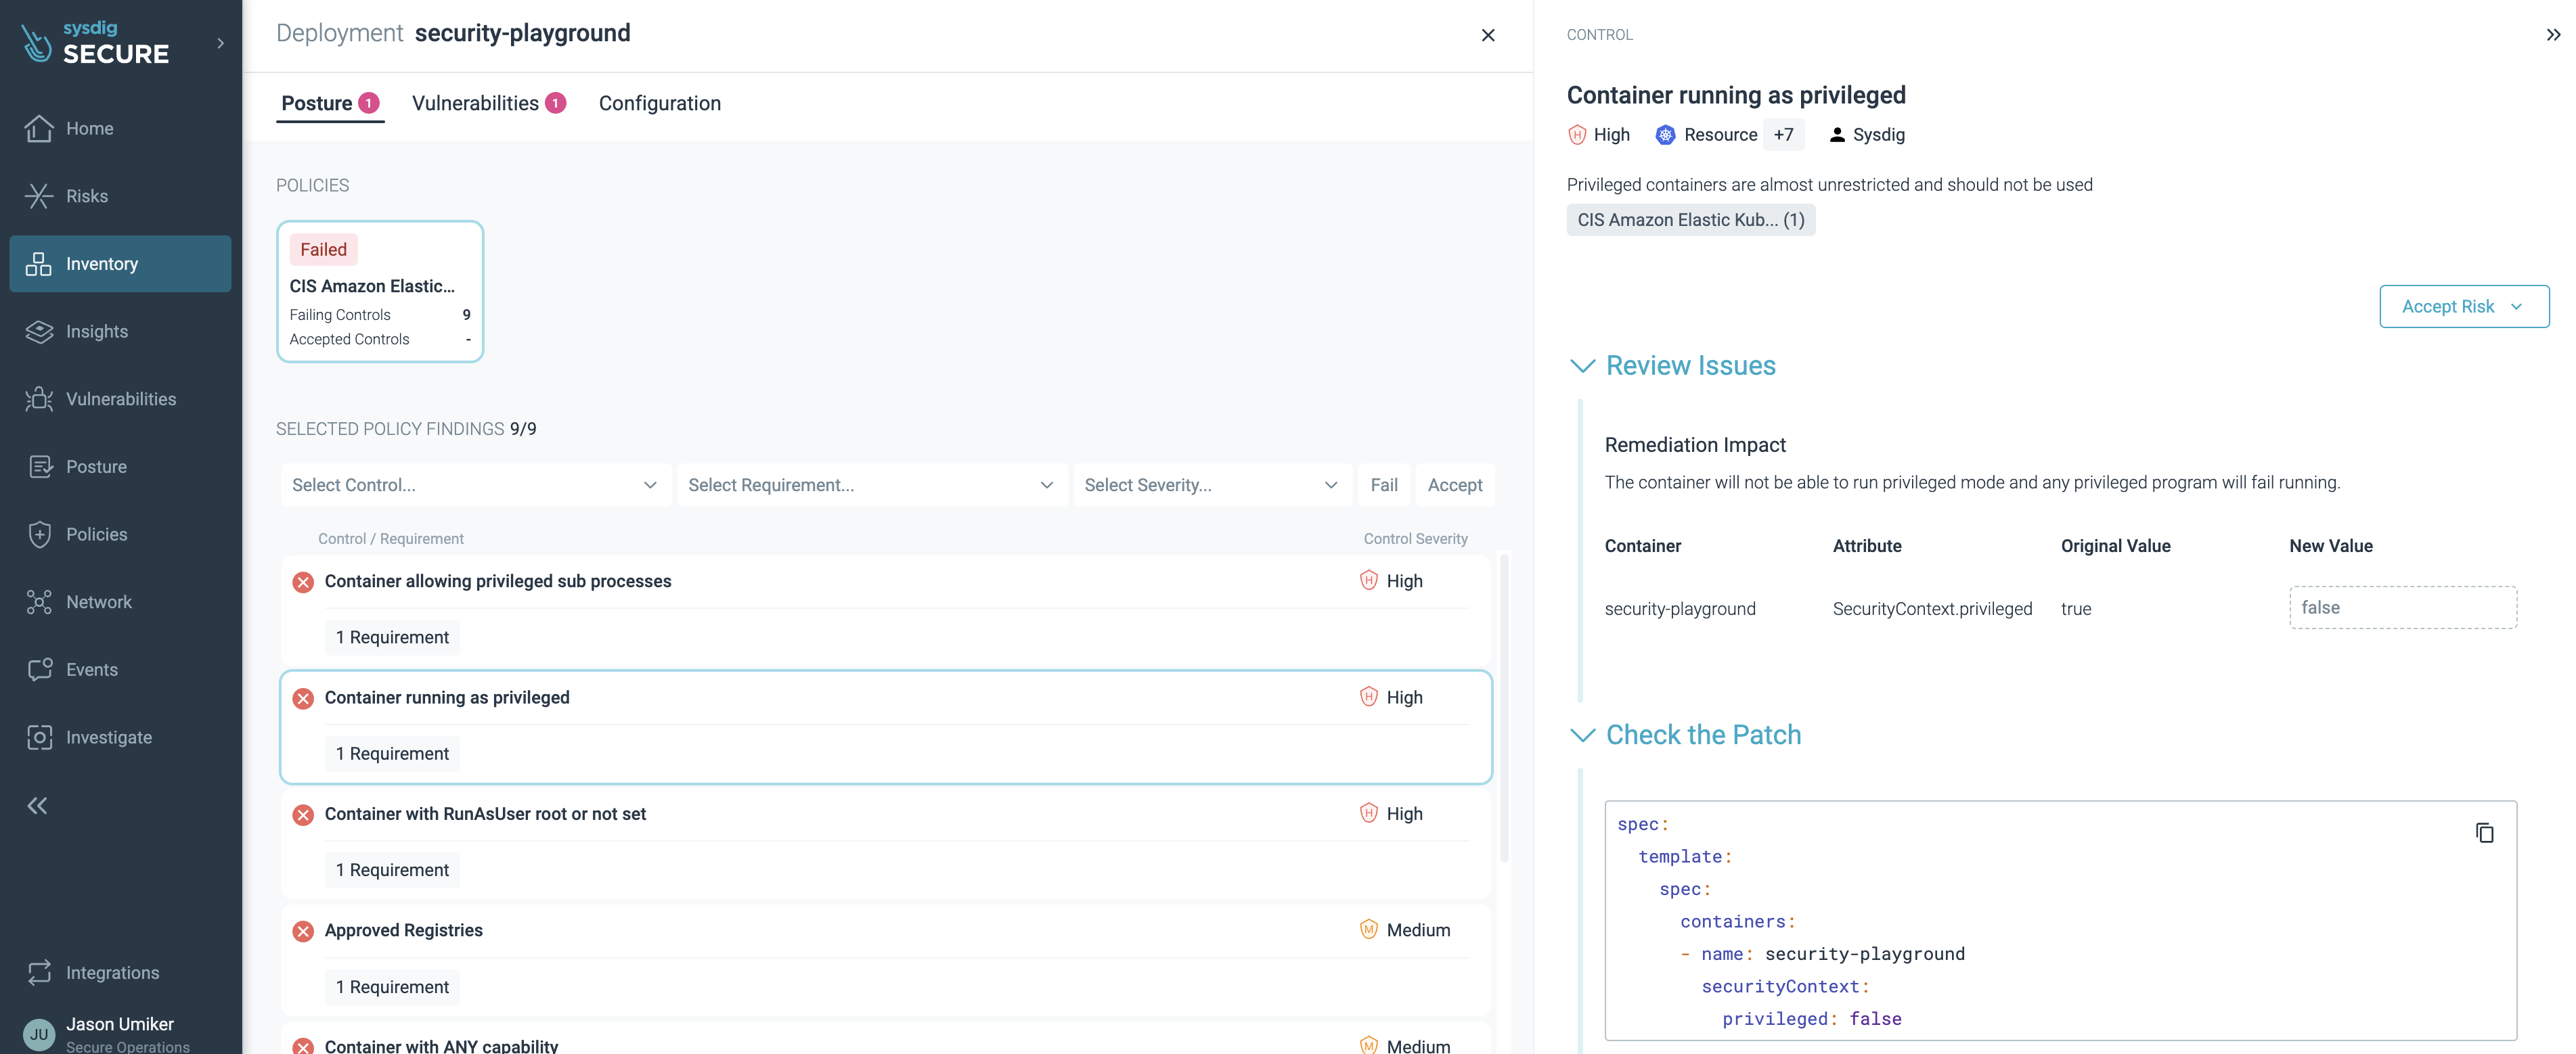 sysdig
SECURE
Home
Risks
Inventory
Insights
Vulnerabilities
Posture
Policies
Network
Events
Investigate
Integrations
JU
Jason Umiker
Secure Operations
Deployment security-playground
Posture 1
Vulnerabilities 1
Configuration
POLICIES
Failed
CIS Amazon Elastic...
Failing Controls 9
Accepted Controls -
SELECTED POLICY FINDINGS 9/9
Select Control...
Select Requirement...
Select Severity...
Fail
Accept
Control / Requirement
Control Severity
Container allowing privileged sub processes
H High
1 Requirement
Container running as privileged
H High
1 Requirement
Container with RunAsUser root or not set
H High
1 Requirement
Approved Registries
M Medium
1 Requirement
Container with ANY capability
M Medium
CONTROL
Container running as privileged
H High
Resource +7
Sysdig
Privileged containers are almost unrestricted and should not be used
CIS Amazon Elastic Kub... (1)
Accept Risk
Review Issues
Remediation Impact
The container will not be able to run privileged mode and any privileged program will fail running.
Container Attribute Original Value New Value
security-playground SecurityContext.privileged true false
Check the Patch
spec:
template:
spec:
containers:
- name: security-playground
securityContext:
privileged: false